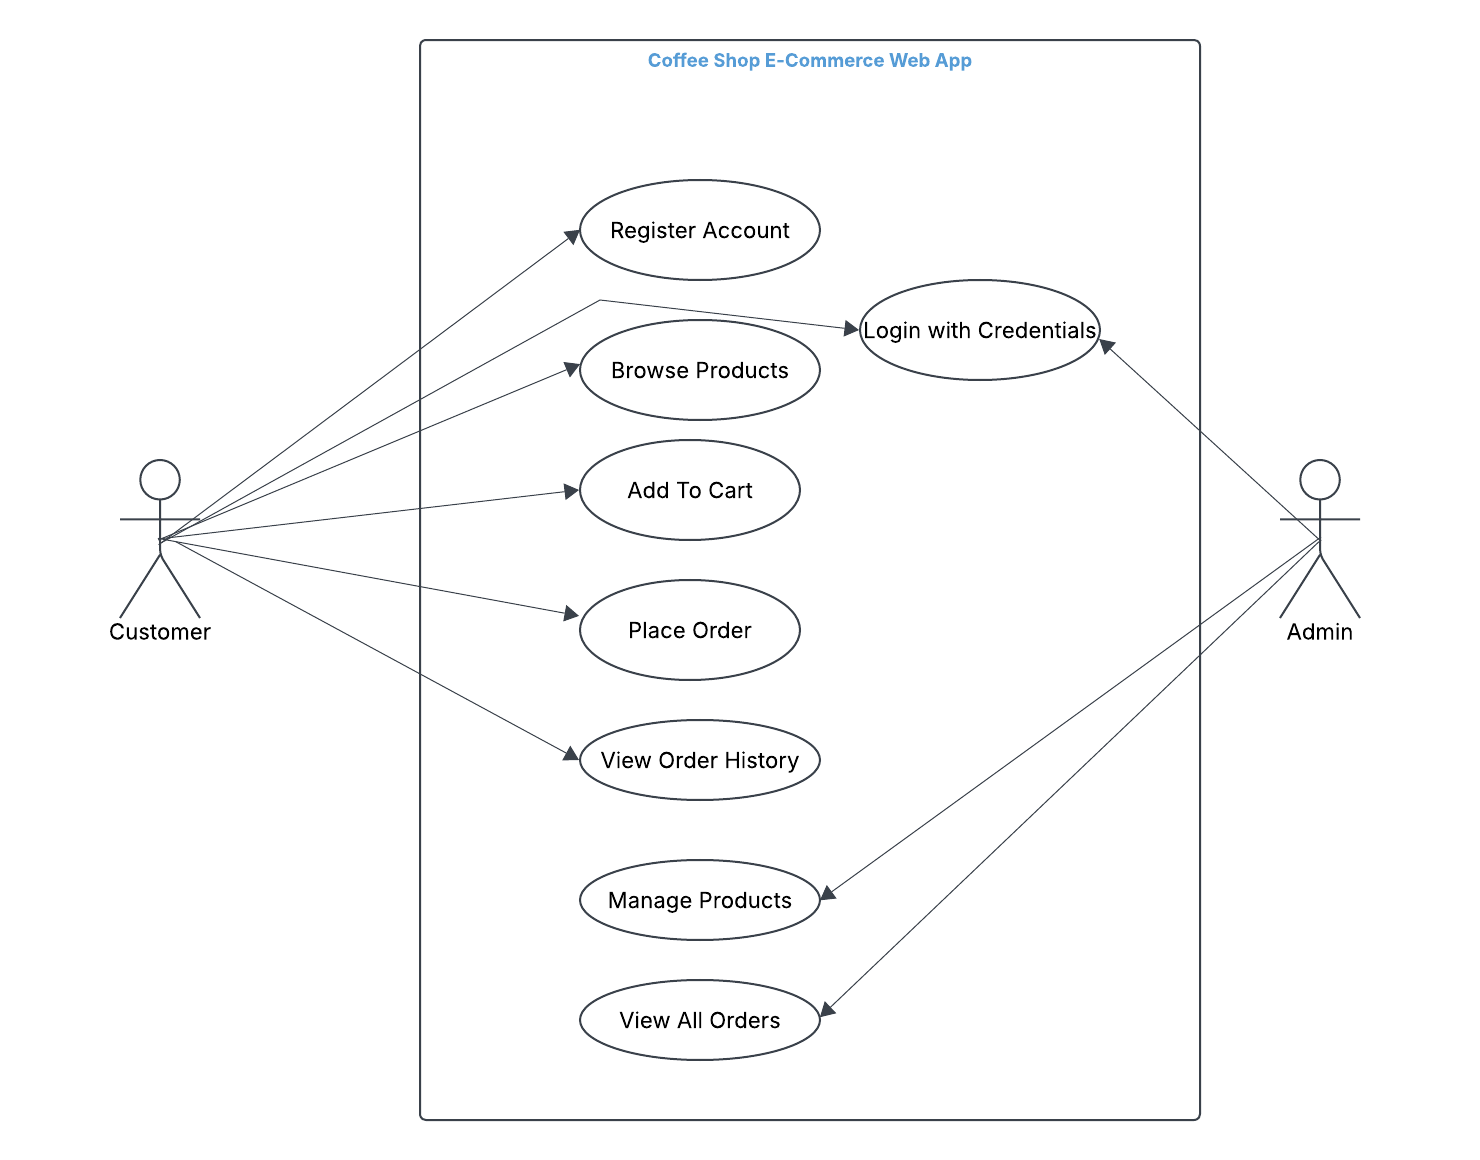 Coffee Shop E-Commerce Web App
Register Account
Login with Credentials
Browse Products
Add To Cart
Place Order
Customer
Admin
View Order History
Manage Products
View All Orders